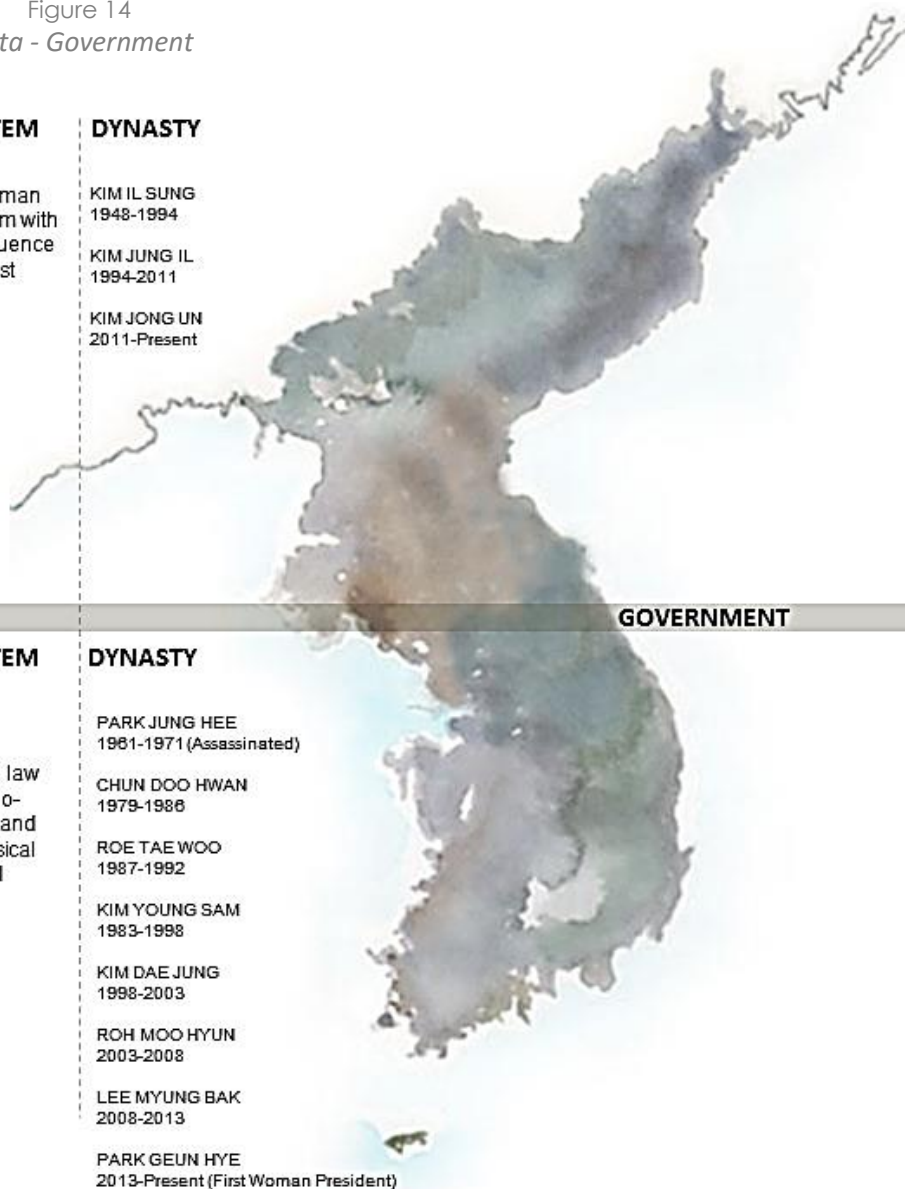 Figure 14
ta - Government
TEM
DYNASTY
man
m with
uence
st
KIM IL SUNG
1948-1994
KIM JUNG IL
1994-2011
KIM JONG UN
2011-Present
GOVERNMENT
TEM
DYNASTY
law
o-
and
sical
l
PARK JUNG HEE
1961-1971 (Assassinated)
CHUN DOO HWAN
1979-1986
ROE TAE WOO
1987-1992
KIM YOUNG SAM
1983-1998
KIM DAE JUNG
1998-2003
ROH MOO HYUN
2003-2008
LEE MYUNG BAK
2008-2013
PARK GEUN HYE
2013-Present (First Woman President)